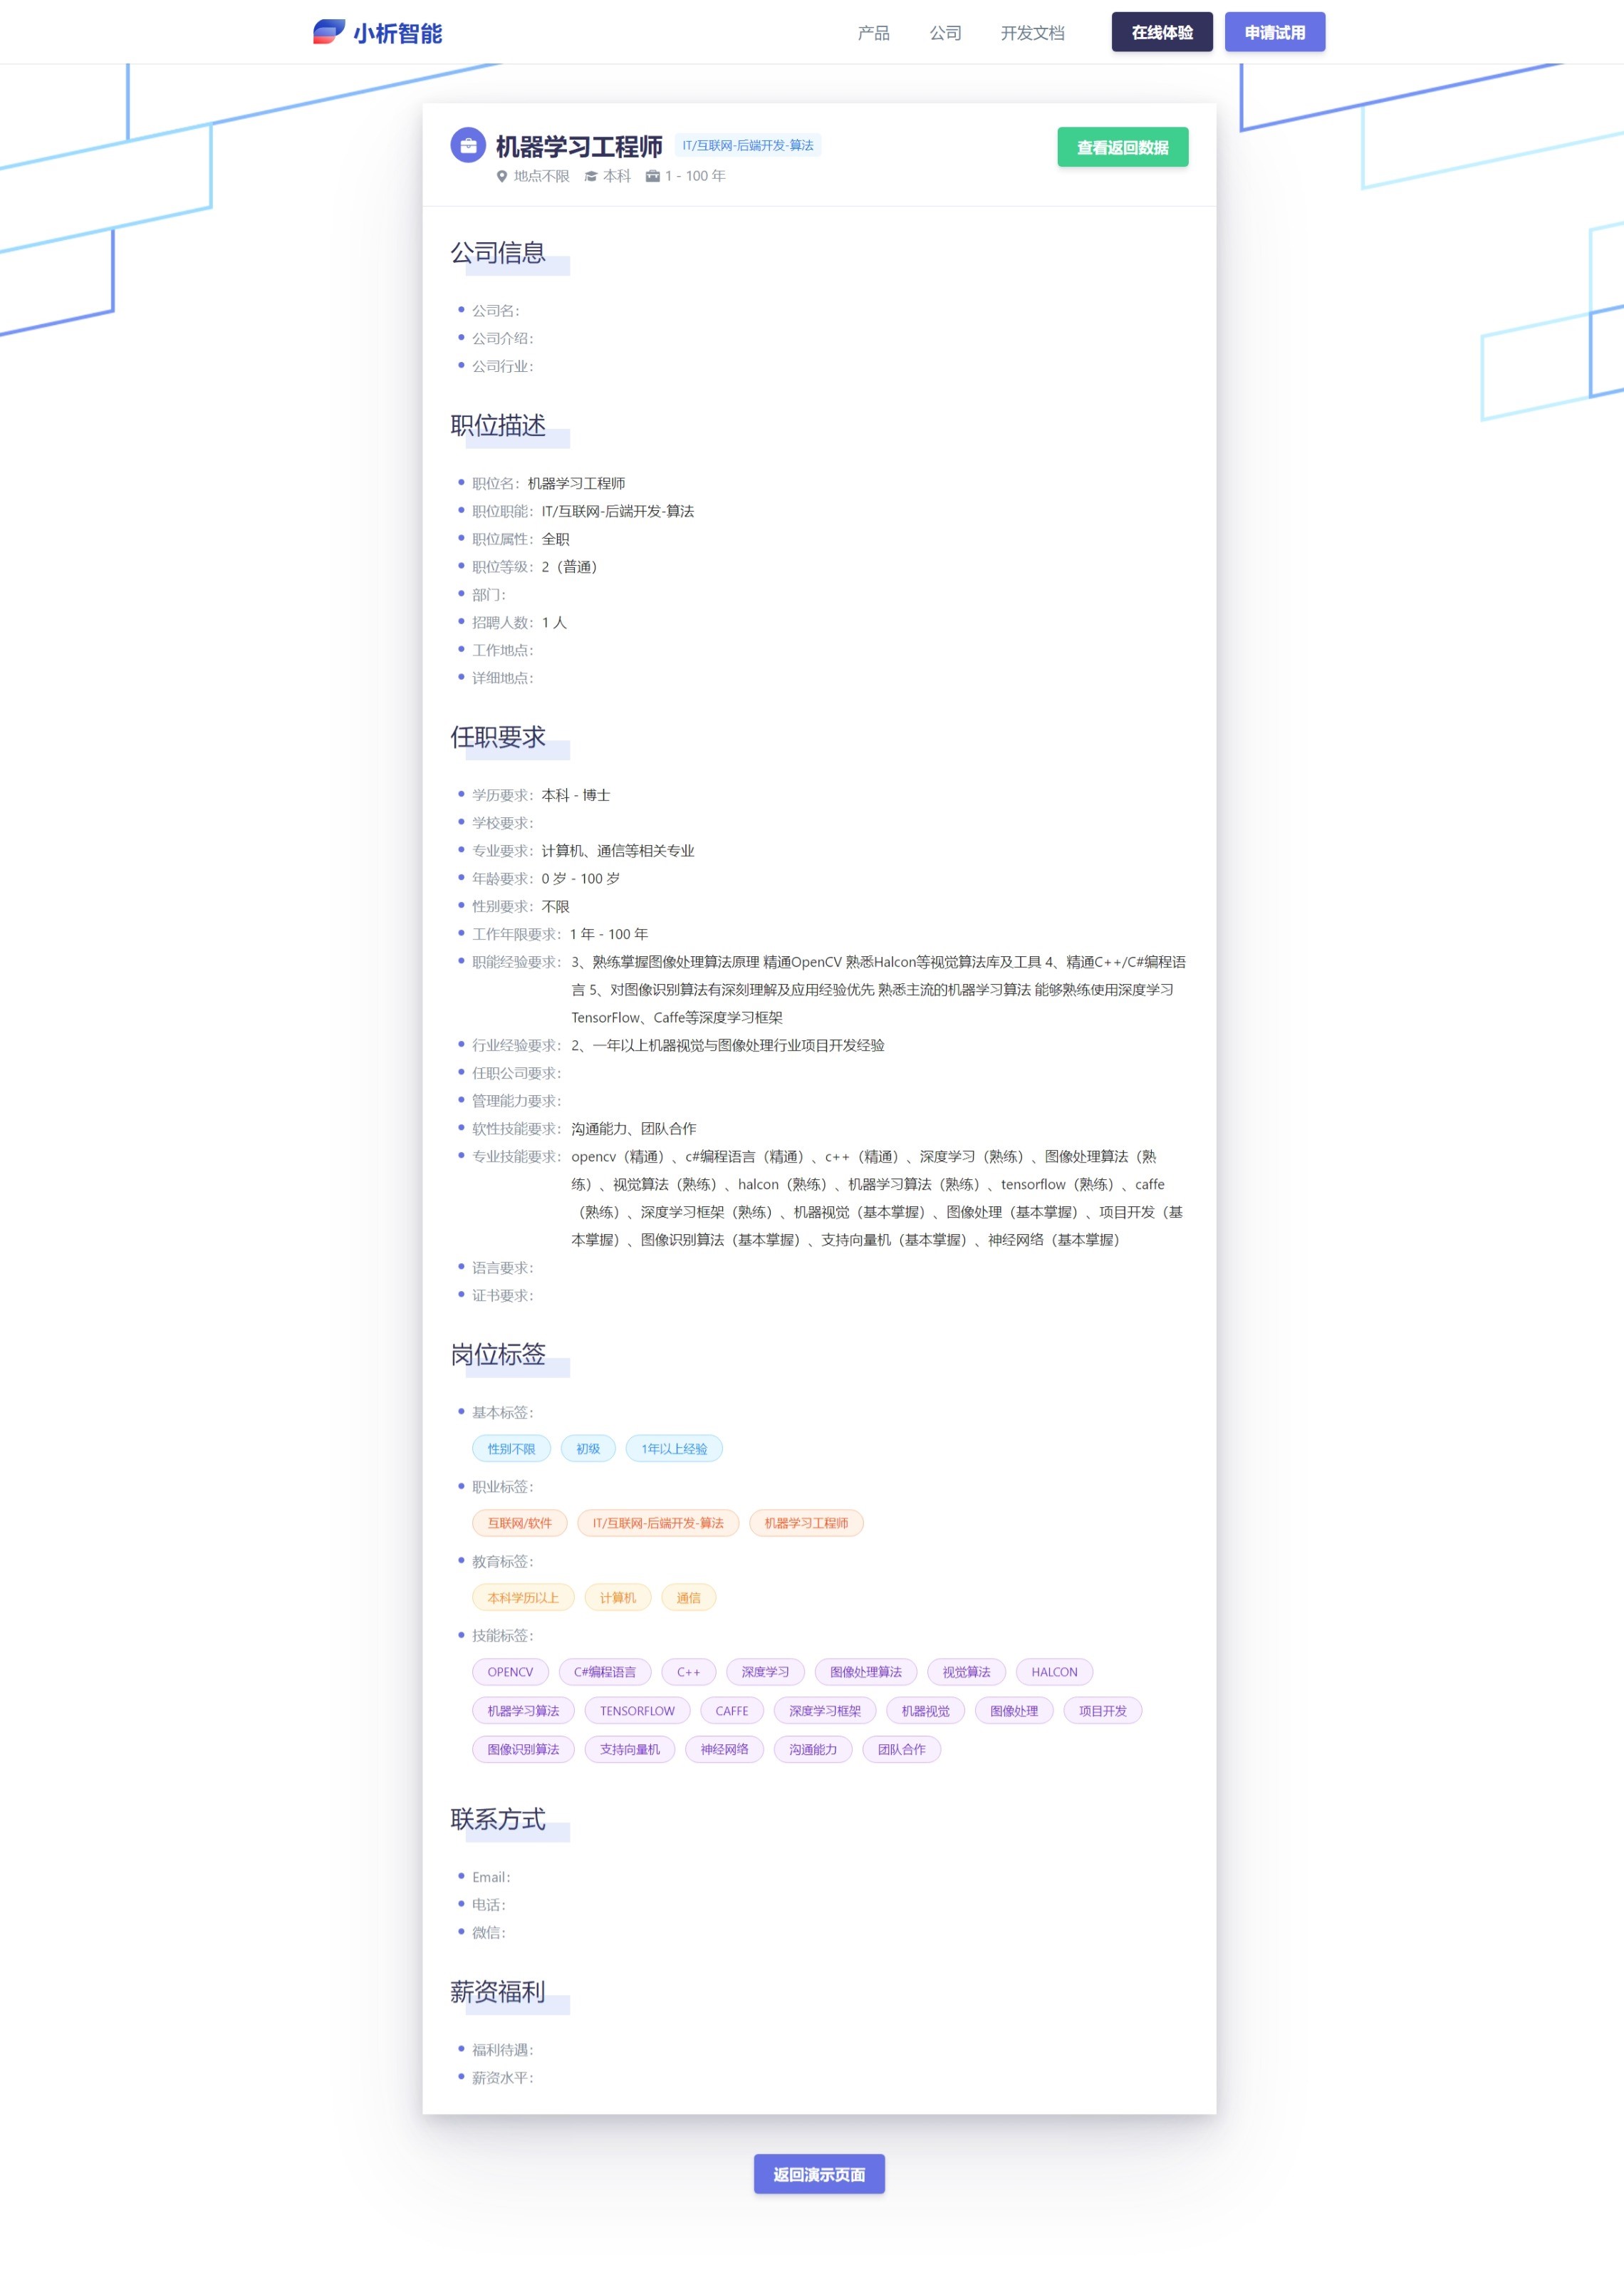 小析智能
产品
公司
开发文档
在线体验
申请试用
机器学习工程师
IT/互联网-后端开发-算法
查看返回数据
地点不限
本科
1 - 100 年
公司信息
公司名：
公司介绍：
公司行业：
职位描述
职位名：机器学习工程师
职位职能：IT/互联网-后端开发-算法
职位属性：全职
职位等级：2（普通）
部门：
招聘人数：1 人
工作地点：
详细地点：
任职要求
学历要求：本科 - 博士
学校要求：
专业要求：计算机、通信等相关专业
年龄要求：0 岁 - 100 岁
性别要求：不限
工作年限要求：1 年 - 100 年
职能经验要求：3、熟练掌握图像处理算法原理 精通OpenCV 熟悉Halcon等视觉算法库及工具 4、精通C++/C#编程语
言 5、对图像识别算法有深刻理解及应用经验优先 熟悉主流的机器学习算法 能够熟练使用深度学习
TensorFlow、Caffe等深度学习框架
行业经验要求：2、一年以上机器视觉与图像处理行业项目开发经验
任职公司要求：
管理能力要求：
软性技能要求：沟通能力、团队合作
专业技能要求：opencv（精通）、c#编程语言（精通）、c++（精通）、深度学习（熟练）、图像处理算法（熟
练）、视觉算法（熟练）、halcon（熟练）、机器学习算法（熟练）、tensorflow（熟练）、caffe
（熟练）、深度学习框架（熟练）、机器视觉（基本掌握）、图像处理（基本掌握）、项目开发（基
本掌握）、图像识别算法（基本掌握）、支持向量机（基本掌握）、神经网络（基本掌握）
语言要求：
证书要求：
岗位标签
基本标签：
性别不限 初级 1年以上经验
职业标签：
互联网/软件 IT/互联网-后端开发-算法 机器学习工程师
教育标签：
本科学历以上 计算机 通信
技能标签：
OPENCV C#编程语言 C++ 深度学习 图像处理算法 视觉算法 HALCON
机器学习算法 TENSORFLOW CAFFE 深度学习框架 机器视觉 图像处理 项目开发
图像识别算法 支持向量机 神经网络 沟通能力 团队合作
联系方式
Email：
电话：
微信：
薪资福利
福利待遇：
薪资水平：
返回演示页面